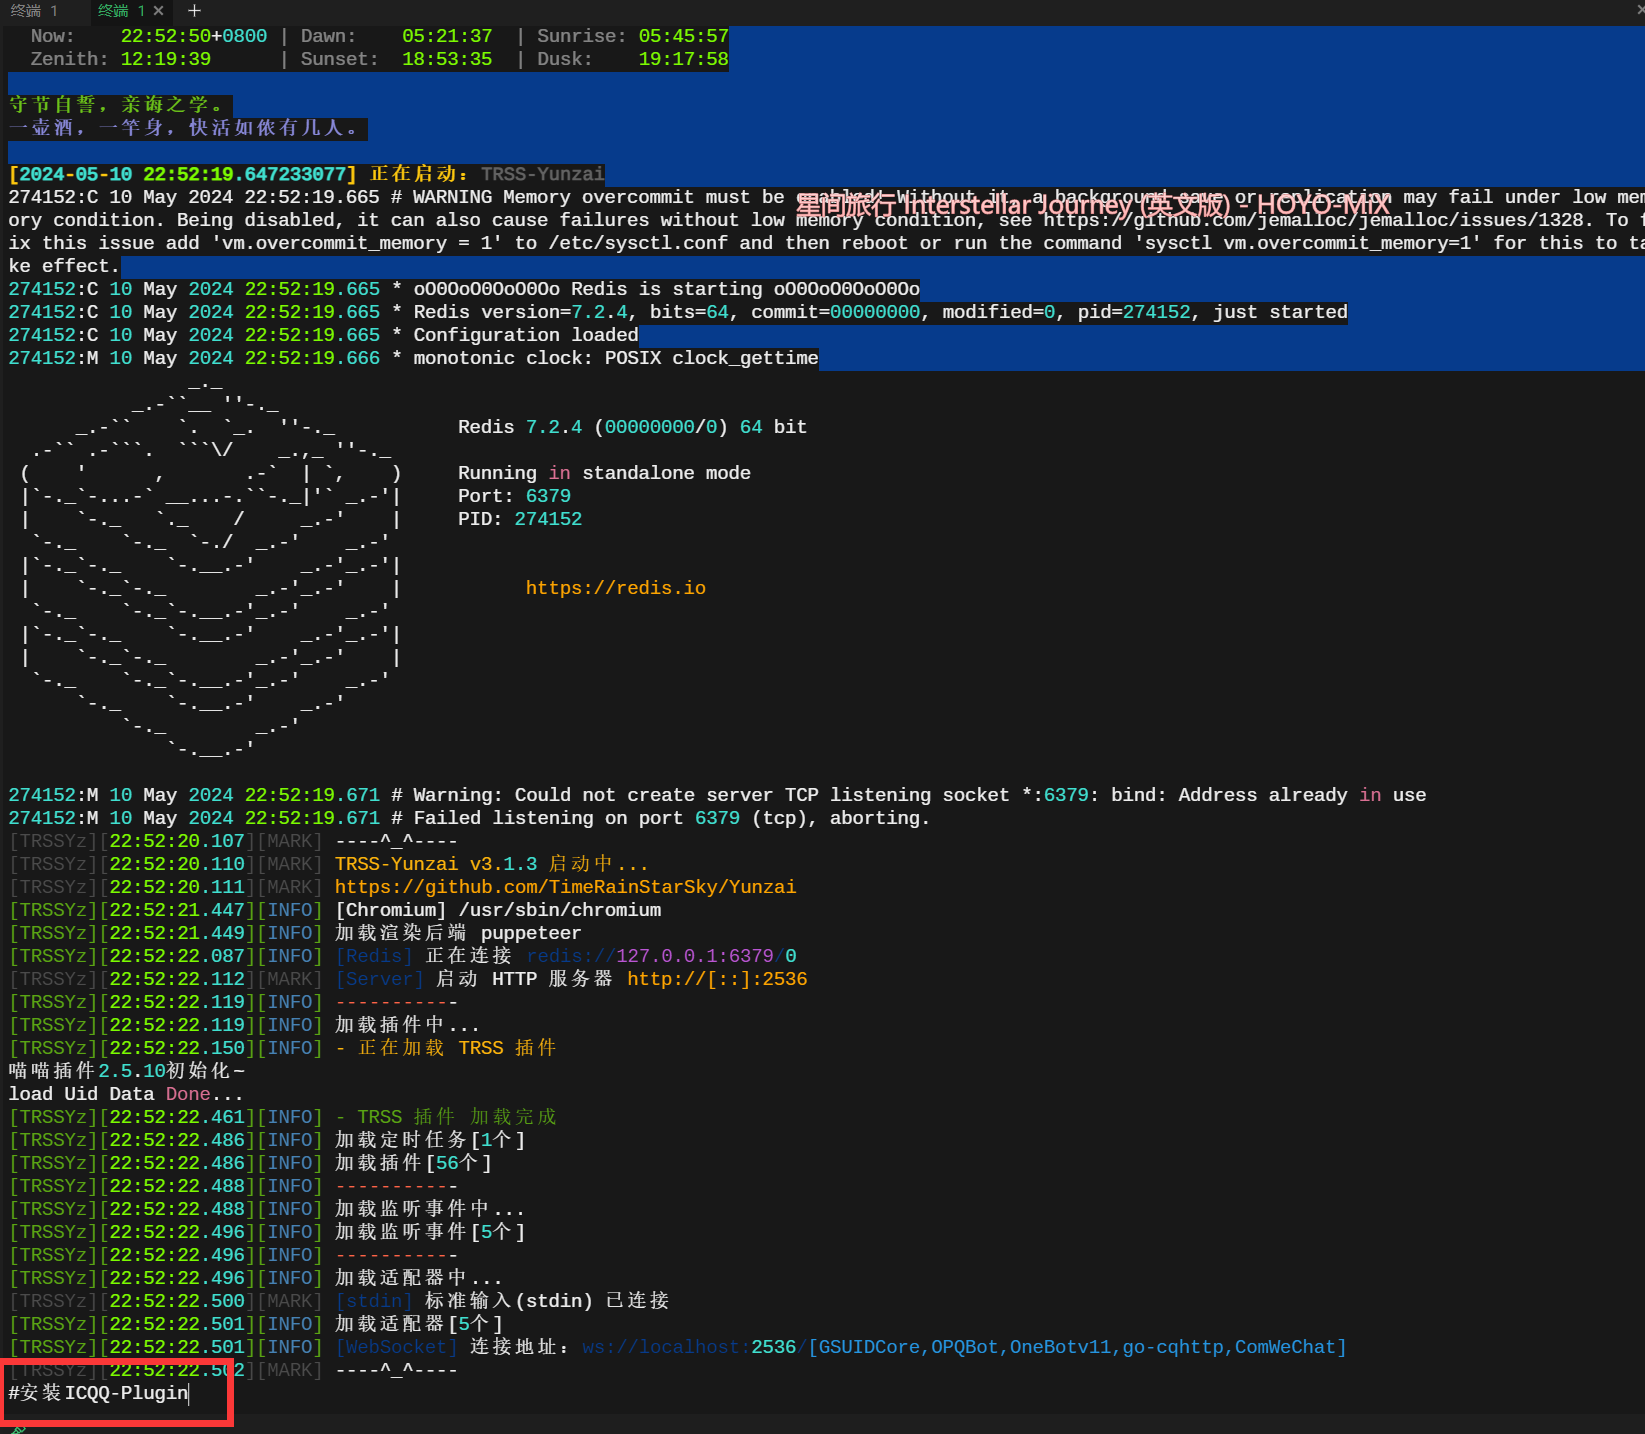 终端 1 终端 1 × +
Now: 22:52:50+0800 | Dawn: 05:21:37 | Sunrise: 05:45:57
Zenith: 12:19:39 | Sunset: 18:53:35 | Dusk: 19:17:58
守节自誓，亲诲之学。
一壶酒，一竿身，快活如侬有几人。
[2024-05-10 22:52:19.647233077] 正在启动：TRSS-Yunzai
274152:C 10 May 2024 22:52:19.665 # WARNING Memory overcommit must be enabled! Without it, a background save or replication may fail under low mem
星间旅行 Interstellar Journey (英文版) - HOYO-MiX
ory condition. Being disabled, it can also cause failures without low memory condition, see https://github.com/jemalloc/jemalloc/issues/1328. To f
ix this issue add 'vm.overcommit_memory = 1' to /etc/sysctl.conf and then reboot or run the command 'sysctl vm.overcommit_memory=1' for this to ta
ke effect.
274152:C 10 May 2024 22:52:19.665 * oO0OoO0OoO0Oo Redis is starting oO0OoO0OoO0Oo
274152:C 10 May 2024 22:52:19.665 * Redis version=7.2.4, bits=64, commit=00000000, modified=0, pid=274152, just started
274152:C 10 May 2024 22:52:19.665 * Configuration loaded
274152:M 10 May 2024 22:52:19.666 * monotonic clock: POSIX clock_gettime
Redis 7.2.4 (00000000/0) 64 bit
Running in standalone mode
Port: 6379
PID: 274152
https://redis.io
274152:M 10 May 2024 22:52:19.671 # Warning: Could not create server TCP listening socket *:6379: bind: Address already in use
274152:M 10 May 2024 22:52:19.671 # Failed listening on port 6379 (tcp), aborting.
[TRSSYz][22:52:20.107][MARK] ----^_^----
[TRSSYz][22:52:20.110][MARK] TRSS-Yunzai v3.1.3 启动中...
[TRSSYz][22:52:20.111][MARK] https://github.com/TimeRainStarSky/Yunzai
[TRSSYz][22:52:21.447][INFO] [Chromium] /usr/sbin/chromium
[TRSSYz][22:52:21.449][INFO] 加载渲染后端 puppeteer
[TRSSYz][22:52:22.087][INFO] [Redis] 正在连接 redis://127.0.0.1:6379/0
[TRSSYz][22:52:22.112][MARK] [Server] 启动 HTTP 服务器 http://[::]:2536
[TRSSYz][22:52:22.119][INFO] -----------
[TRSSYz][22:52:22.119][INFO] 加载插件中...
[TRSSYz][22:52:22.150][INFO] - 正在加载 TRSS 插件
喵喵插件2.5.10初始化~
load Uid Data Done...
[TRSSYz][22:52:22.461][INFO] - TRSS 插件 加载完成
[TRSSYz][22:52:22.486][INFO] 加载定时任务[1个]
[TRSSYz][22:52:22.486][INFO] 加载插件[56个]
[TRSSYz][22:52:22.488][INFO] -----------
[TRSSYz][22:52:22.488][INFO] 加载监听事件中...
[TRSSYz][22:52:22.496][INFO] 加载监听事件[5个]
[TRSSYz][22:52:22.496][INFO] -----------
[TRSSYz][22:52:22.496][INFO] 加载适配器中...
[TRSSYz][22:52:22.500][MARK] [stdin] 标准输入(stdin) 已连接
[TRSSYz][22:52:22.501][INFO] 加载适配器[5个]
[TRSSYz][22:52:22.501][INFO] [WebSocket] 连接地址：ws://localhost:2536/[GSUIDCore,OPQBot,OneBotv11,go-cqhttp,ComWeChat]
[TRSSYz][22:52:22.502][MARK] ----^_^----
#安装ICQQ-Plugin